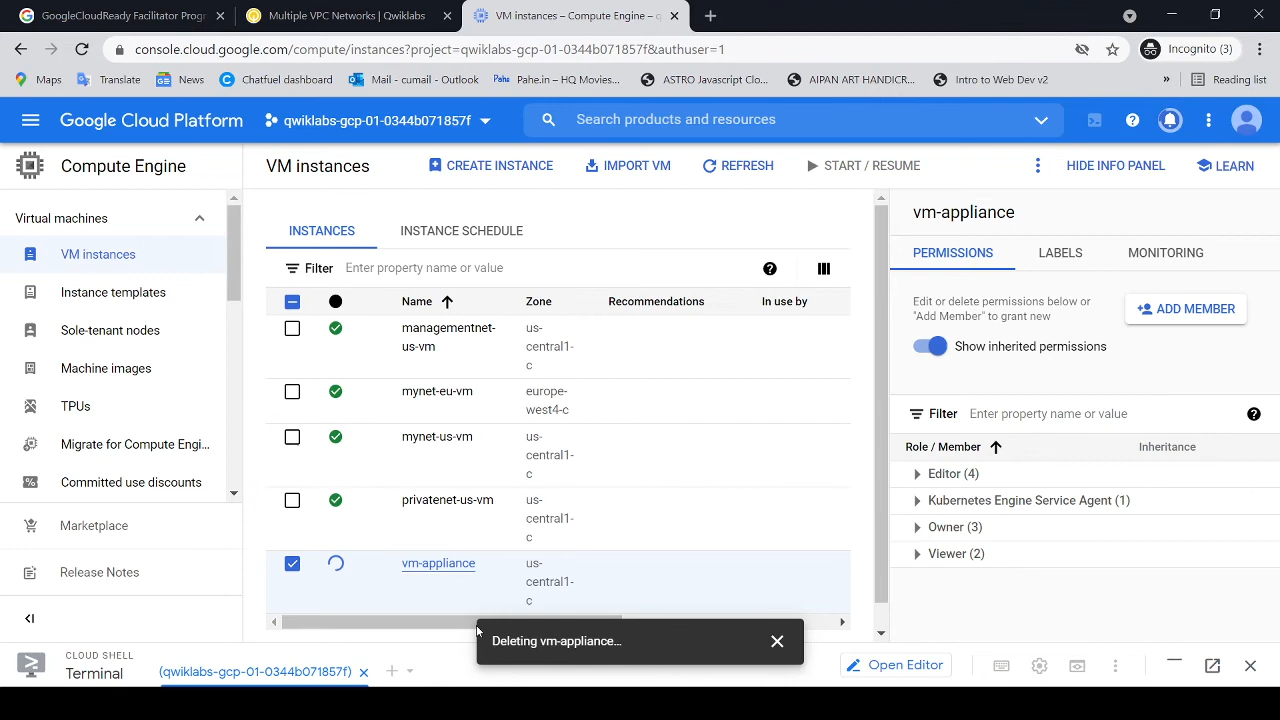 GoogleCloudReady Facilitator Progr
Multiple VPC Networks | Qwiklabs
VM instances – Compute Engine – q
console.cloud.google.com/compute/instances?project=qwiklabs-gcp-01-0344b071857f&authuser=1
Incognito (3)
Maps
Translate
News
Chatfuel dashboard
Mail - cumail - Outlook
Pahe.in – HQ Movies...
ASTRO Javascript Clo...
AIPAN ART(HANDICR...
Intro to Web Dev v2
»
Reading list
Google Cloud Platform
qwiklabs-gcp-01-0344b071857f
Search products and resources
Compute Engine
VM instances
CREATE INSTANCE
IMPORT VM
REFRESH
START / RESUME
HIDE INFO PANEL
LEARN
Virtual machines
VM instances
Instance templates
Sole-tenant nodes
Machine images
TPUs
Migrate for Compute Engi...
Committed use discounts
Marketplace
Release Notes
INSTANCES
INSTANCE SCHEDULE
Filter
Enter property name or value
Name
Zone
Recommendations
In use by
managementnet-
us-vm
us-
central1-
c
mynet-eu-vm
europe-
west4-c
mynet-us-vm
us-
central1-
c
privatenet-us-vm
us-
central1-
c
vm-appliance
us-
central1-
c
Deleting vm-appliance...
vm-appliance
PERMISSIONS
LABELS
MONITORING
Edit or delete permissions below or
"Add Member" to grant new
ADD MEMBER
Show inherited permissions
Filter
Enter property name or value
Role / Member
Inheritance
Editor (4)
Kubernetes Engine Service Agent (1)
Owner (3)
Viewer (2)
CLOUD SHELL
Terminal
(qwiklabs-gcp-01-0344b071857f)
Open Editor